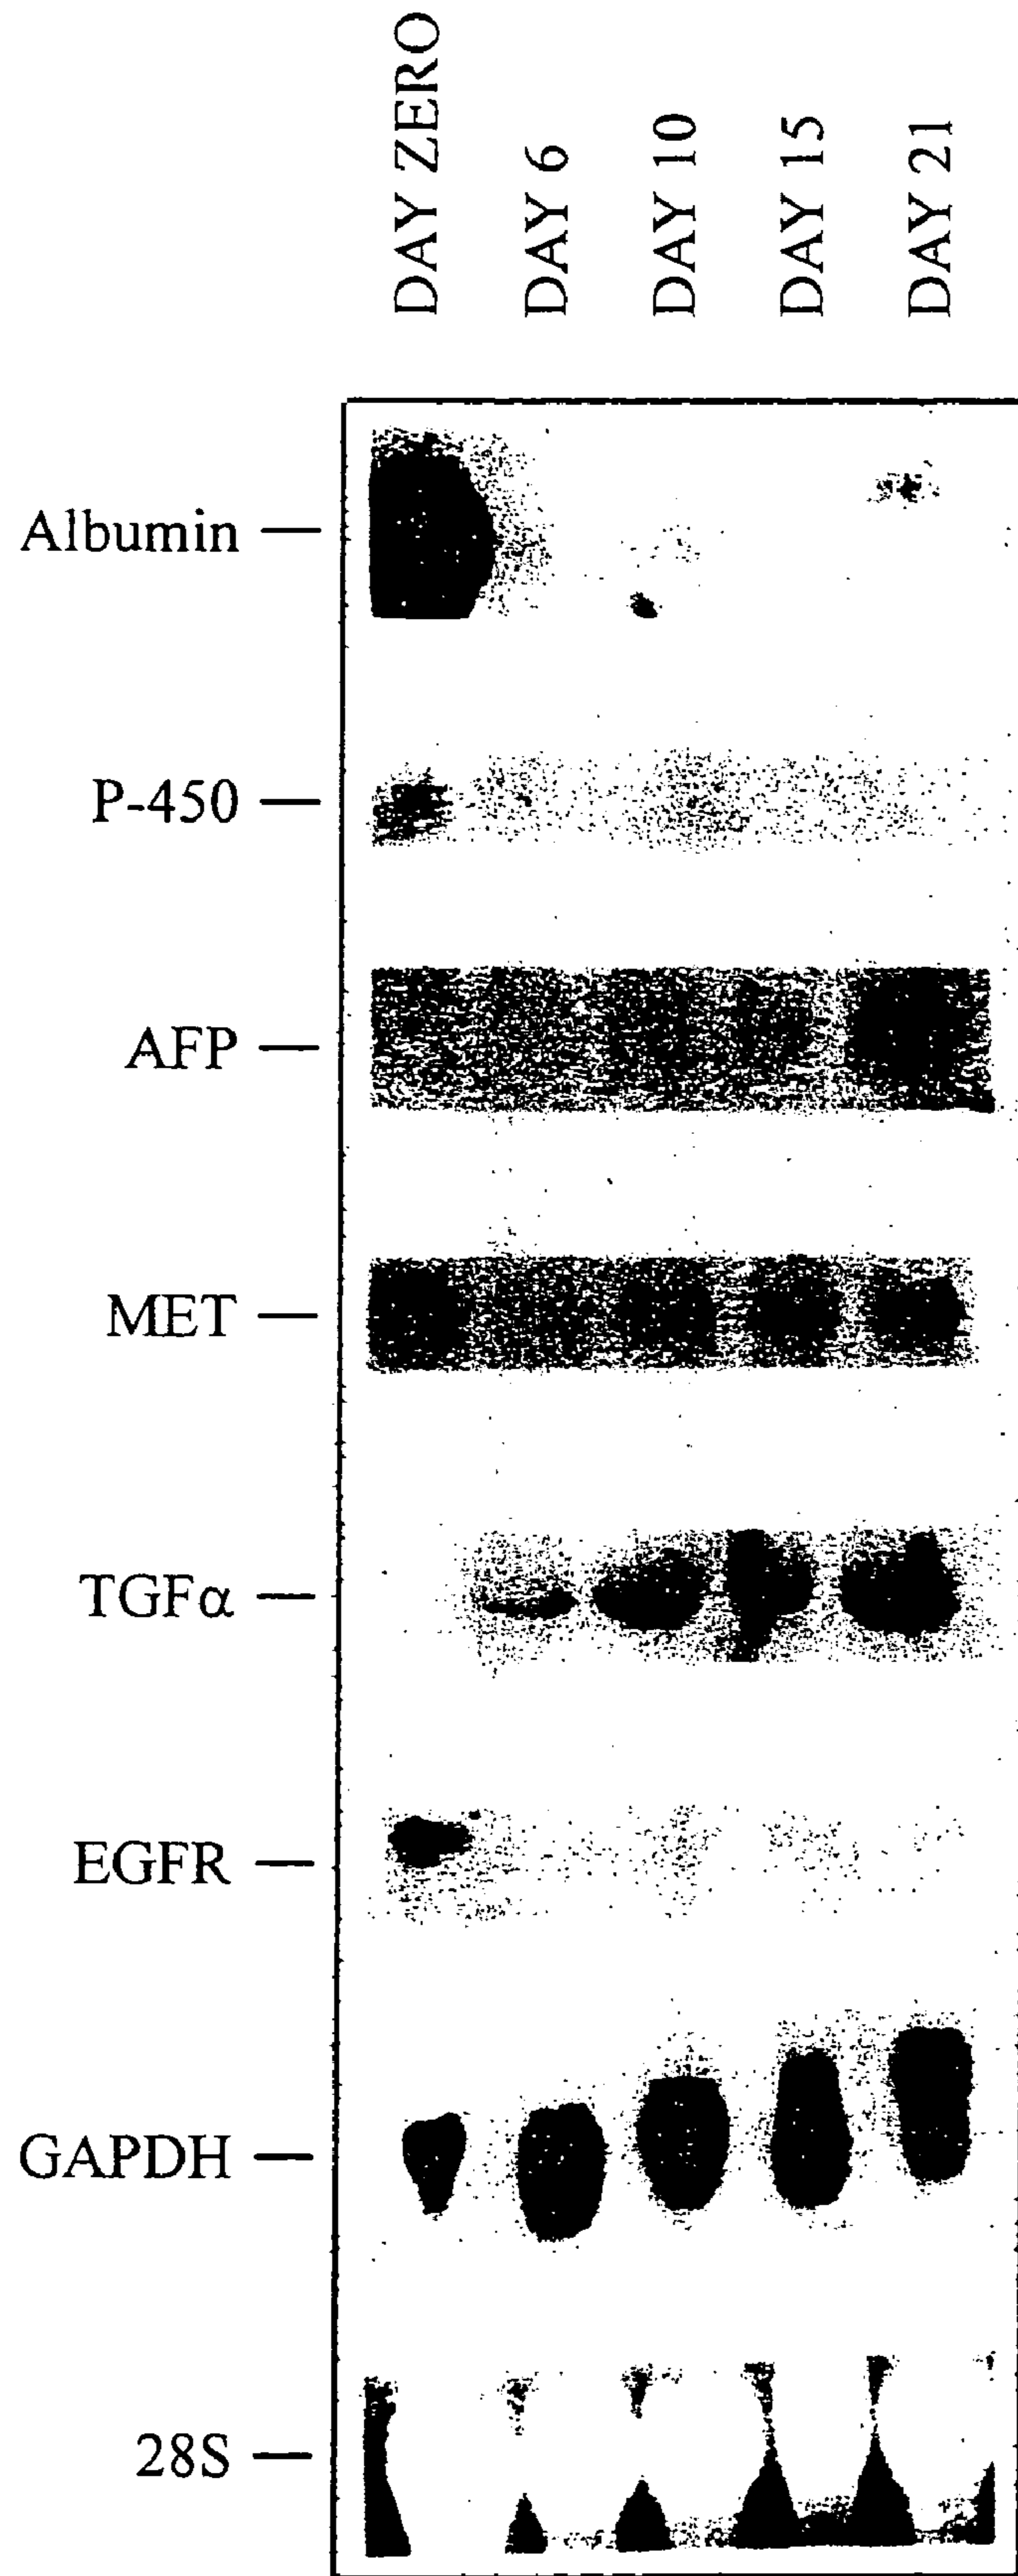 DAY ZERO
DAY 6
DAY 10
DAY 15
DAY 21
Albumin
P-450
AFP
MET
TGFα
EGFR
GAPDH
28S